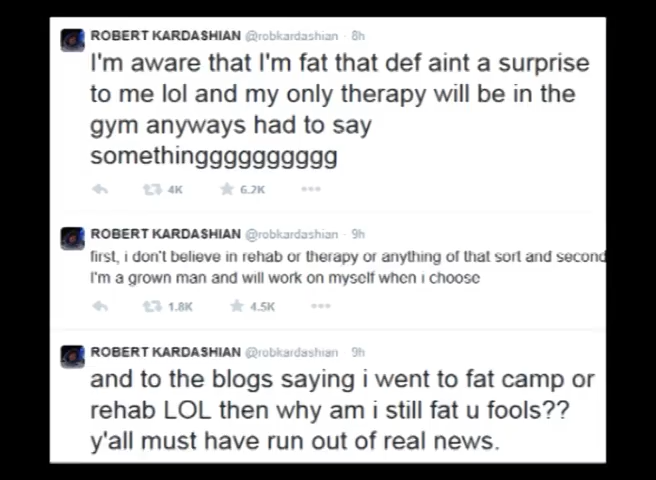 ROBERT KARDASHIAN @robkardashian · 8h
I'm aware that I'm fat that def aint a surprise
to me lol and my only therapy will be in the
gym anyways had to say
somethingggggggggg
4K 6.2K
ROBERT KARDASHIAN @robkardashian · 9h
first, i don't believe in rehab or therapy or anything of that sort and second
I'm a grown man and will work on myself when i choose
1.8K 4.5K
ROBERT KARDASHIAN @robkardashian 9h
and to the blogs saying i went to fat camp or
rehab LOL then why am i still fat u fools??
y'all must have run out of real news.